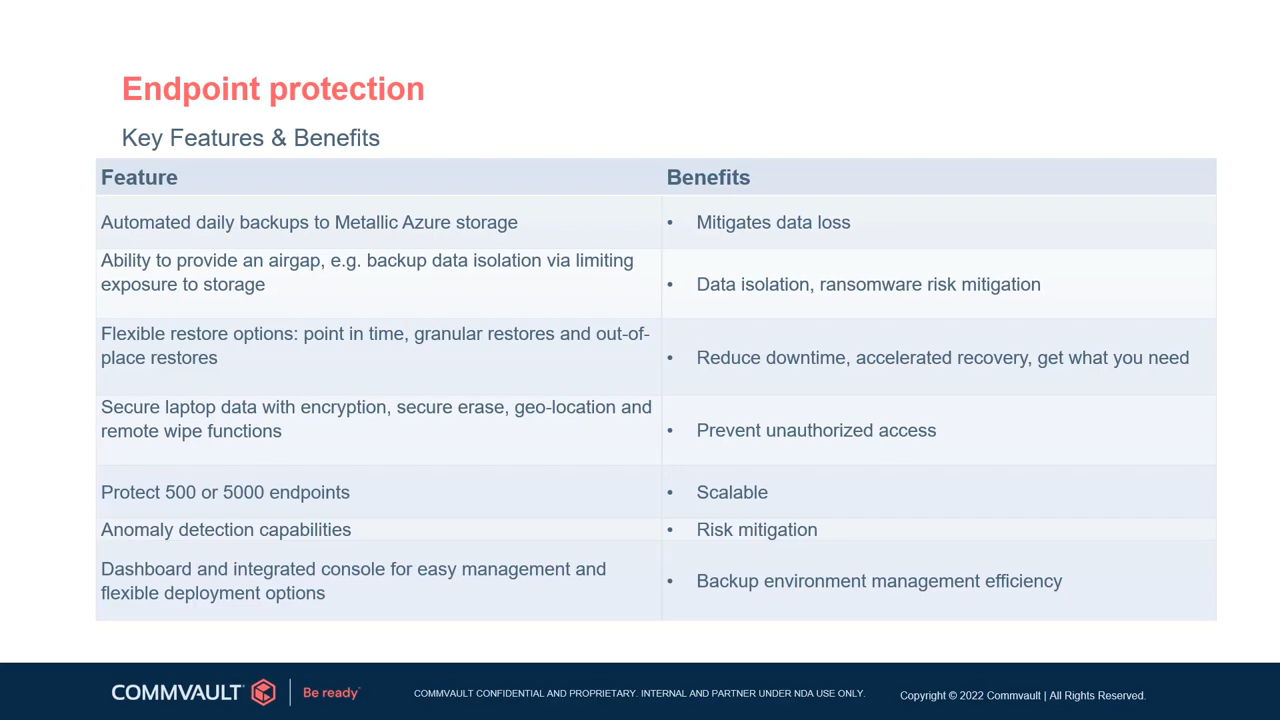 Endpoint protection
Key Features & Benefits
Feature
Benefits
Automated daily backups to Metallic Azure storage
• Mitigates data loss
Ability to provide an airgap, e.g. backup data isolation via limiting
exposure to storage
• Data isolation, ransomware risk mitigation
Flexible restore options: point in time, granular restores and out-of-
place restores
• Reduce downtime, accelerated recovery, get what you need
Secure laptop data with encryption, secure erase, geo-location and
remote wipe functions
• Prevent unauthorized access
Protect 500 or 5000 endpoints
• Scalable
Anomaly detection capabilities
• Risk mitigation
Dashboard and integrated console for easy management and
flexible deployment options
• Backup environment management efficiency
COMMVAULT
Be ready
COMMVAULT CONFIDENTIAL AND PROPRIETARY. INTERNAL AND PARTNER UNDER NDA USE ONLY.
Copyright © 2022 Commvault | All Rights Reserved.